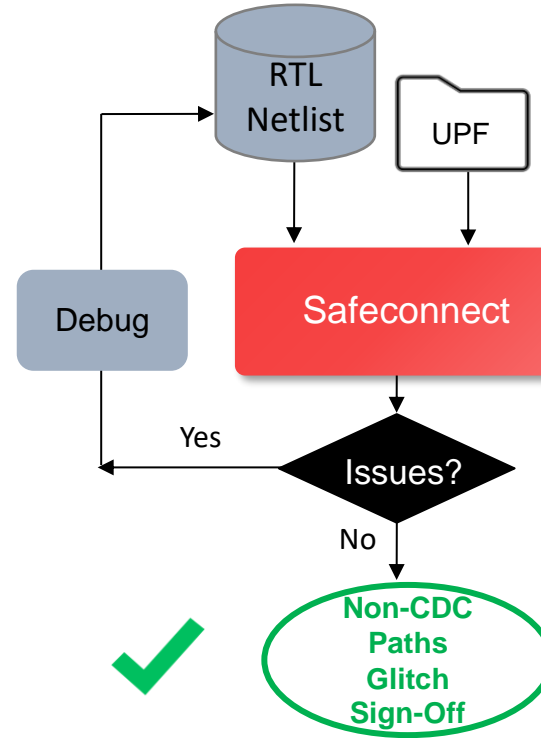 RTL
Netlist
UPF
Debug
Safeconnect
Yes
Issues?
No
Non-CDC
Paths
Glitch
Sign-Off